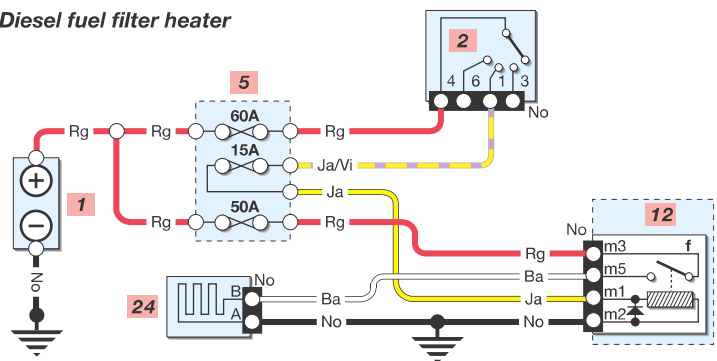 Diesel fuel filter heater
2
4 6 1 3
No
5
60A
Rg Rg Rg
15A
Ja/Vi
Ja
50A
Rg Rg
1
No
12
No
m3 f
Rg
m5
Ba
m1
Ja
m2
No
24
No
B
Ba
A
No